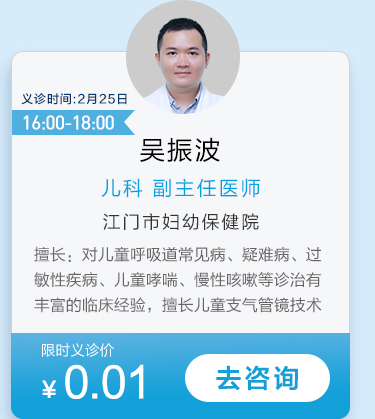 义诊时间:2月25日
16:00-18:00
吴振波
儿科 副主任医师
江门市妇幼保健院
擅长：对儿童呼吸道常见病、疑难病、过
敏性疾病、儿童哮喘、慢性咳嗽等诊治有
丰富的临床经验，擅长儿童支气管镜技术
限时义诊价
¥ 0.01
去咨询